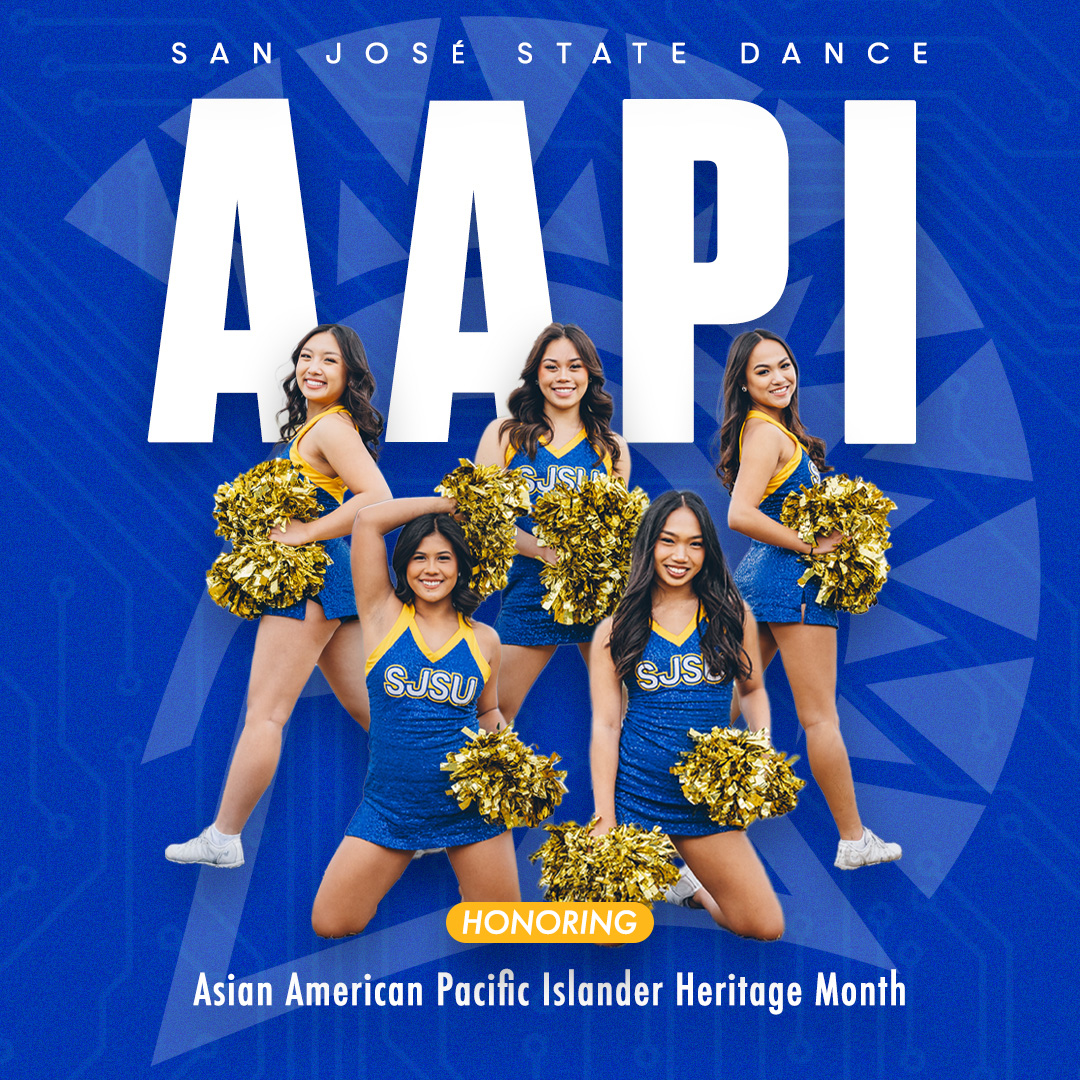 SAN JOSÉ STATE DANCE
AAPI
SJSU
SJSU
SJSU
HONORING
Asian American Pacific Islander Heritage Month